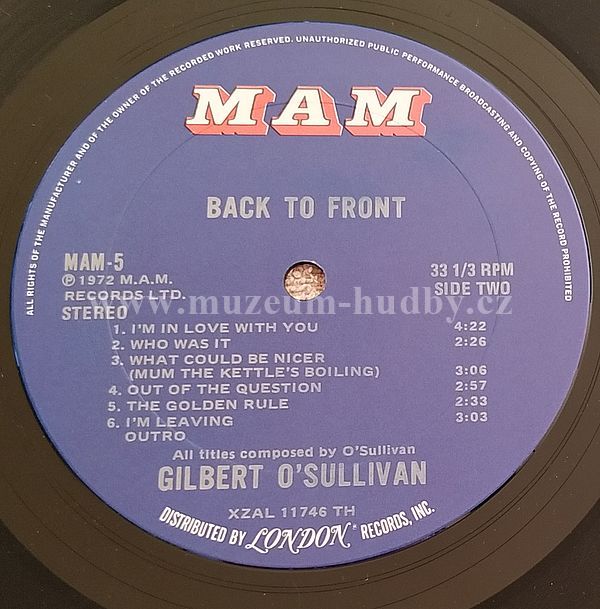 ALL RIGHTS OF THE MANUFACTURER AND OF THE OWNER OF THE RECORDED WORK RESERVED. UNAUTHORIZED PUBLIC PERFORMANCE BROADCASTING AND COPYING OF THE RECORD PROHIBITED
MAM
BACK TO FRONT
MAM-5
℗ 1972 M.A.M.
RECORDS LTD.
STEREO
33 1/3 RPM
SIDE TWO
www.muzeum-hudby.cz
1. I'M IN LOVE WITH YOU 4:22
2. WHO WAS IT 2:26
3. WHAT COULD BE NICER
(MUM THE KETTLE'S BOILING) 3:06
4. OUT OF THE QUESTION 2:57
5. THE GOLDEN RULE 2:33
6. I'M LEAVING 3:03
OUTRO
All titles composed by O'Sullivan
GILBERT O'SULLIVAN
XZAL 11746 TH
DISTRIBUTED BY LONDON RECORDS, INC.